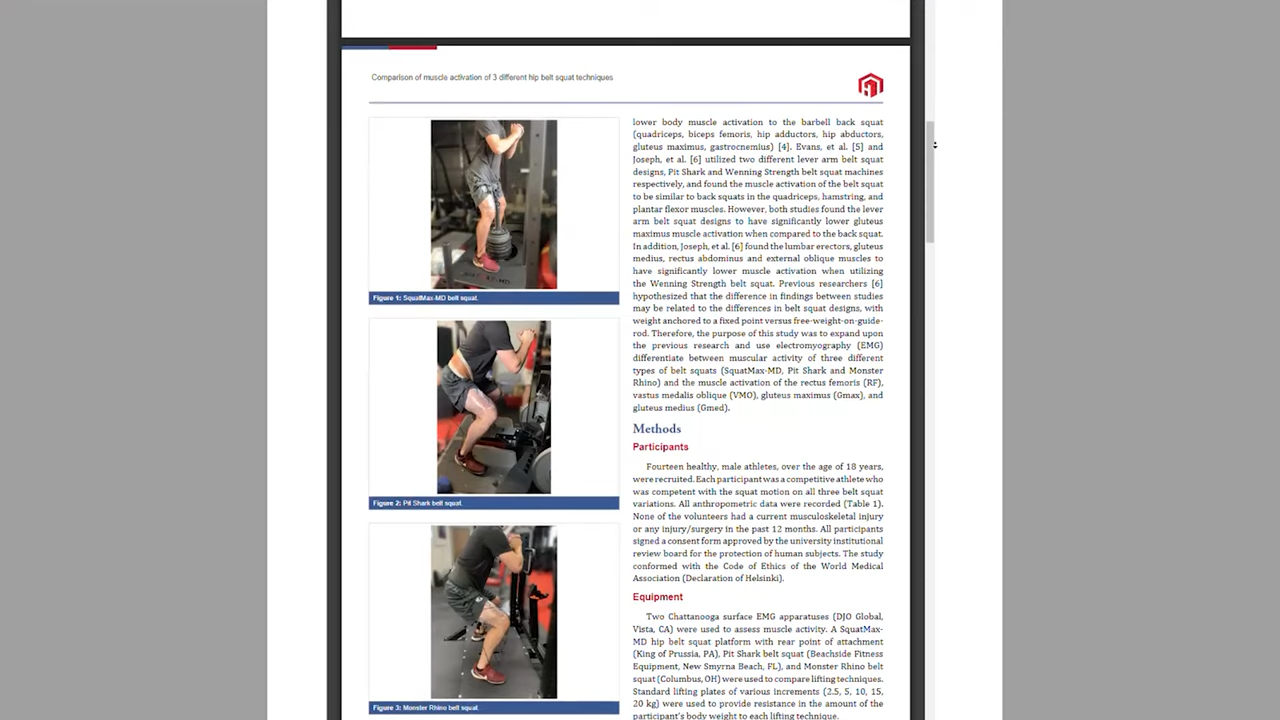 Comparison of muscle activation of 3 different hip belt squat techniques
Figure 1: SquatMax-MD belt squat.
Figure 2: Pit Shark belt squat.
Figure 3: Monster Rhino belt squat.
lower body muscle activation to the barbell back squat
(quadriceps, biceps femoris, hip adductors, hip abductors,
gluteus maximus, gastrocnemius) [4]. Evans, et al. [5] and
Joseph, et al. [6] utilized two different lever arm belt squat
designs, Pit Shark and Wenning Strength belt squat machines
respectively, and found the muscle activation of the belt squat
to be similar to back squats in the quadriceps, hamstring, and
plantar flexor muscles. However, both studies found the lever
arm belt squat designs to have significantly lower gluteus
maximus muscle activation when compared to the back squat.
In addition, Joseph, et al. [6] found the lumbar erectors, gluteus
medius, rectus abdominus and external oblique muscles to
have significantly lower muscle activation when utilizing
the Wenning Strength belt squat. Previous researchers [6]
hypothesized that the difference in findings between studies
may be related to the differences in belt squat designs, with
weight anchored to a fixed point versus free-weight-on-guide-
rod. Therefore, the purpose of this study was to expand upon
the previous research and use electromyography (EMG)
differentiate between muscular activity of three different
types of belt squats (SquatMax-MD, Pit Shark and Monster
Rhino) and the muscle activation of the rectus femoris (RF),
vastus medalis oblique (VMO), gluteus maximus (Gmax), and
gluteus medius (Gmed).
Methods
Participants
Fourteen healthy, male athletes, over the age of 18 years,
were recruited. Each participant was a competitive athlete who
was competent with the squat motion on all three belt squat
variations. All anthropometric data were recorded (Table 1).
None of the volunteers had a current musculoskeletal injury
or any injury/surgery in the past 12 months. All participants
signed a consent form approved by the university institutional
review board for the protection of human subjects. The study
conformed with the Code of Ethics of the World Medical
Association (Declaration of Helsinki).
Equipment
Two Chattanooga surface EMG apparatuses (DJO Global,
Vista, CA) were used to assess muscle activity. A SquatMax-
MD hip belt squat platform with rear point of attachment
(King of Prussia, PA), Pit Shark belt squat (Beachside Fitness
Equipment, New Smyrna Beach, FL), and Monster Rhino belt
squat (Columbus, OH) were used to compare lifting techniques.
Standard lifting plates of various increments (2.5, 5, 10, 15,
20 kg) were used to provide resistance in the amount of the
participant's body weight to each lifting technique.